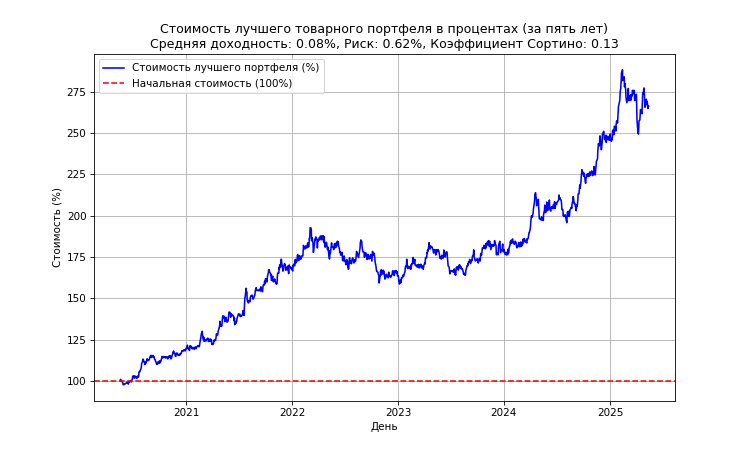 Стоимость лучшего товарного портфеля в процентах (за пять лет)
Средняя доходность: 0.08%, Риск: 0.62%, Коэффициент Сортино: 0.13
Стоимость лучшего портфеля (%)
Начальная стоимость (100%)
Стоимость (%)
275
250
225
200
175
150
125
100
2021
2022
2023
2024
2025
День